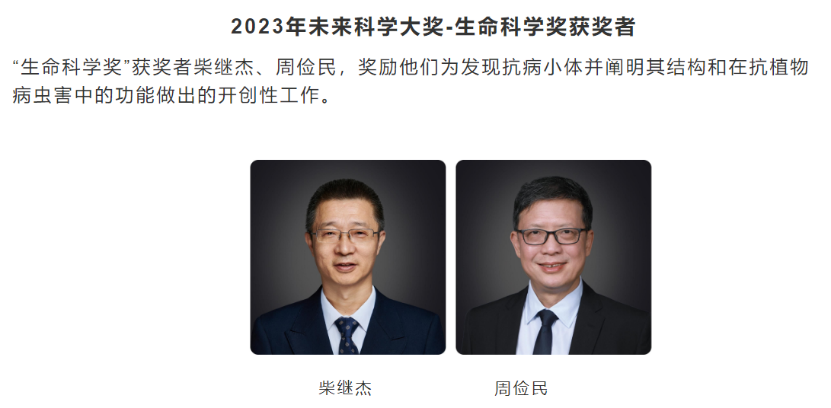 2023年未来科学大奖-生命科学奖获奖者
“生命科学奖”获奖者柴继杰、周俭民，奖励他们为发现抗病小体并阐明其结构和在抗植物
病虫害中的功能做出的开创性工作。
柴继杰 周俭民